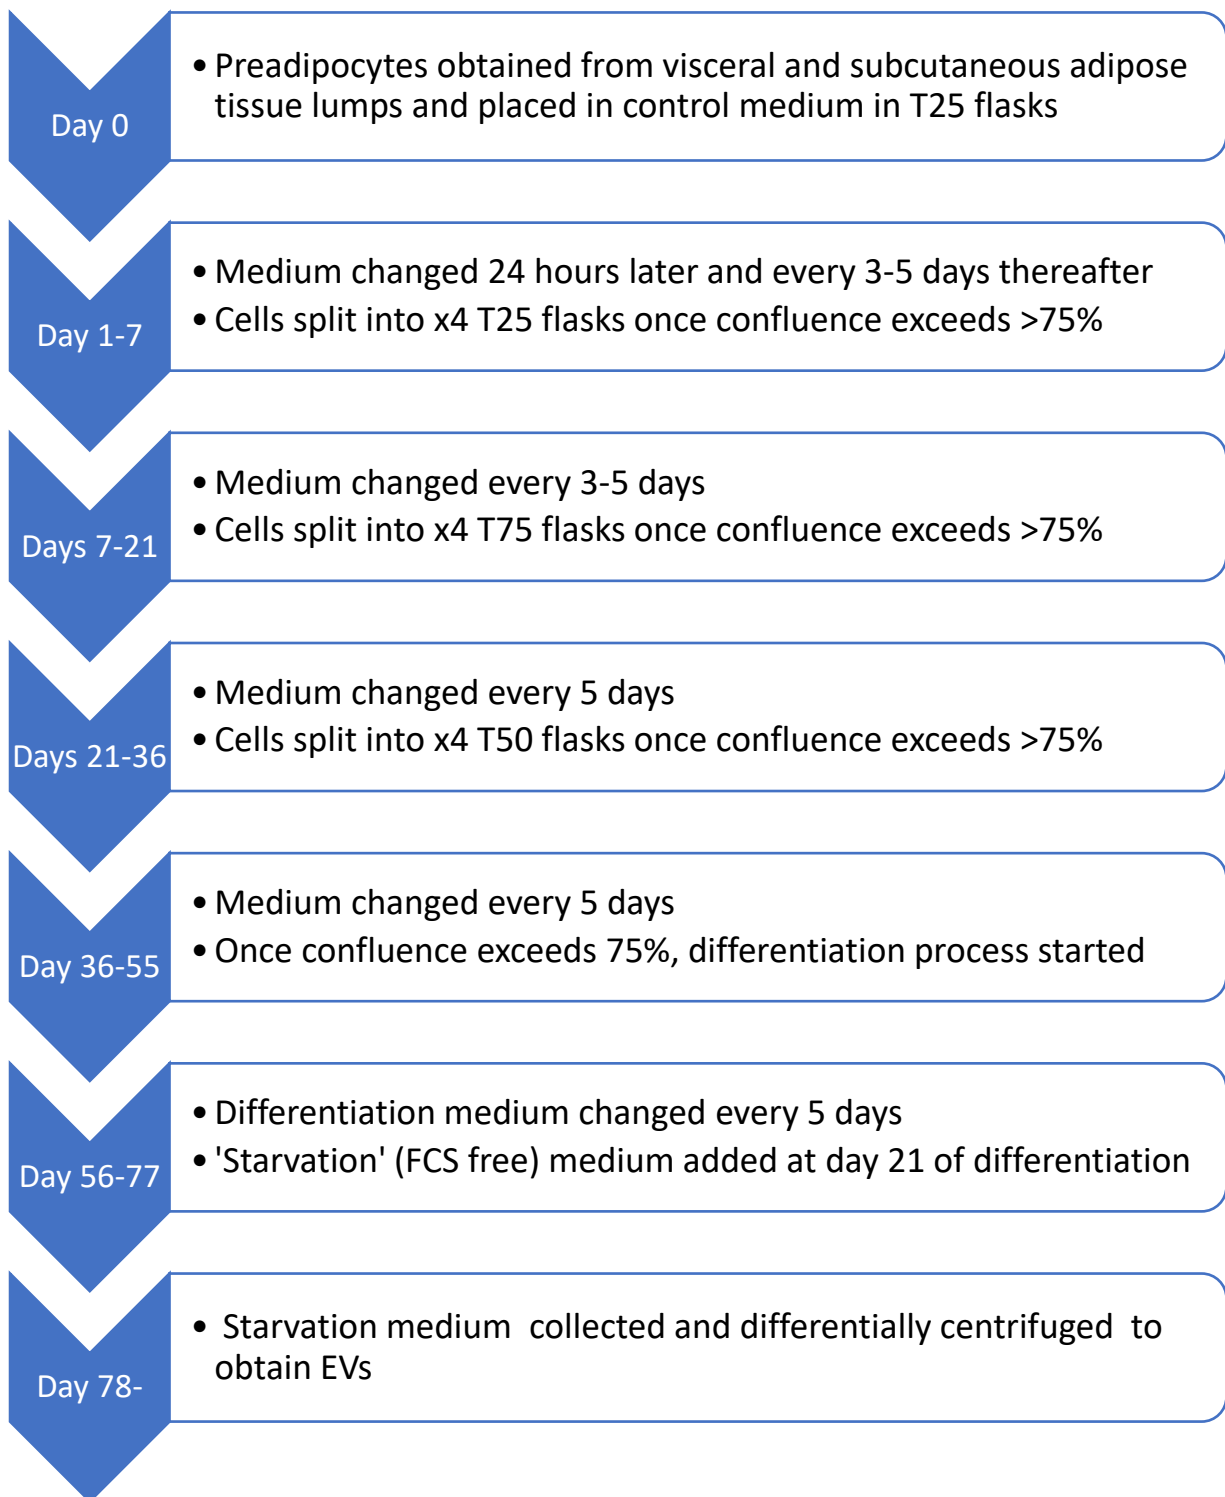 Day 0
• Preadipocytes obtained from visceral and subcutaneous adipose
tissue lumps and placed in control medium in T25 flasks
Day 1-7
• Medium changed 24 hours later and every 3-5 days thereafter
• Cells split into x4 T25 flasks once confluence exceeds >75%
Days 7-21
• Medium changed every 3-5 days
• Cells split into x4 T75 flasks once confluence exceeds >75%
Days 21-36
• Medium changed every 5 days
• Cells split into x4 T50 flasks once confluence exceeds >75%
Day 36-55
• Medium changed every 5 days
• Once confluence exceeds 75%, differentiation process started
Day 56-77
• Differentiation medium changed every 5 days
• 'Starvation' (FCS free) medium added at day 21 of differentiation
Day 78-
• Starvation medium collected and differentially centrifuged to
obtain EVs